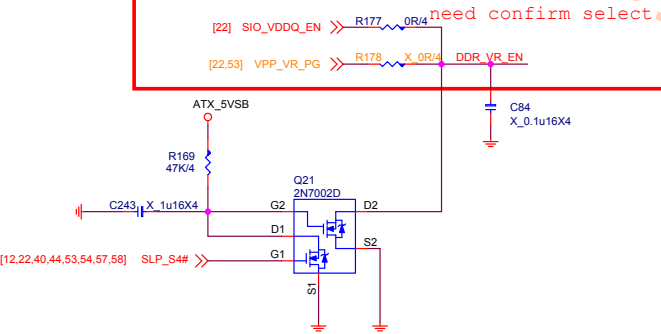 need confirm select
[22] SIO_VDDQ_EN R177 0R/4
[22,53] VPP_VR_PG R178 X_0R/4 DDR_VR_EN
C84
X_0.1u16X4
ATX_5VSB
R169
47K/4
Q21
2N7002D
C243 X_1u16X4
G2 D2
D1
S2
G1
[12,22,40,44,53,54,57,58] SLP_S4#
S1